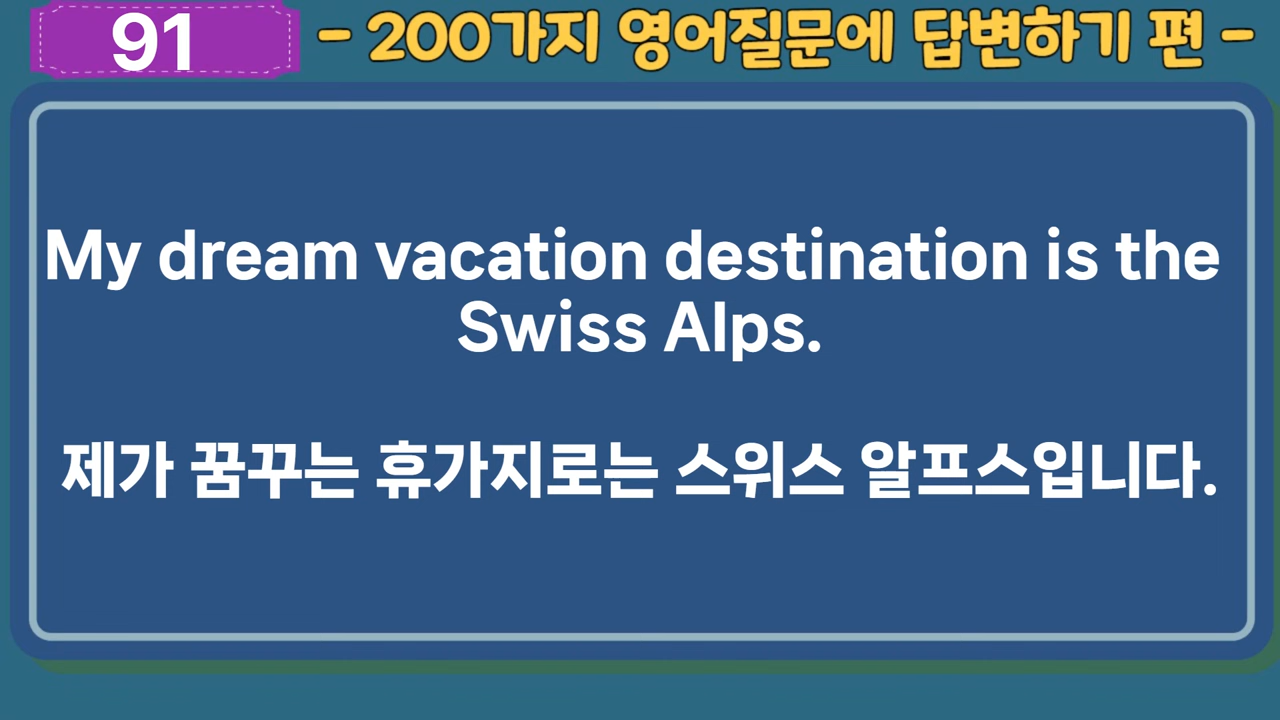 91
- 200가지 영어질문에 답변하기 편 -
My dream vacation destination is the
Swiss Alps.
제가 꿈꾸는 휴가지로는 스위스 알프스입니다.